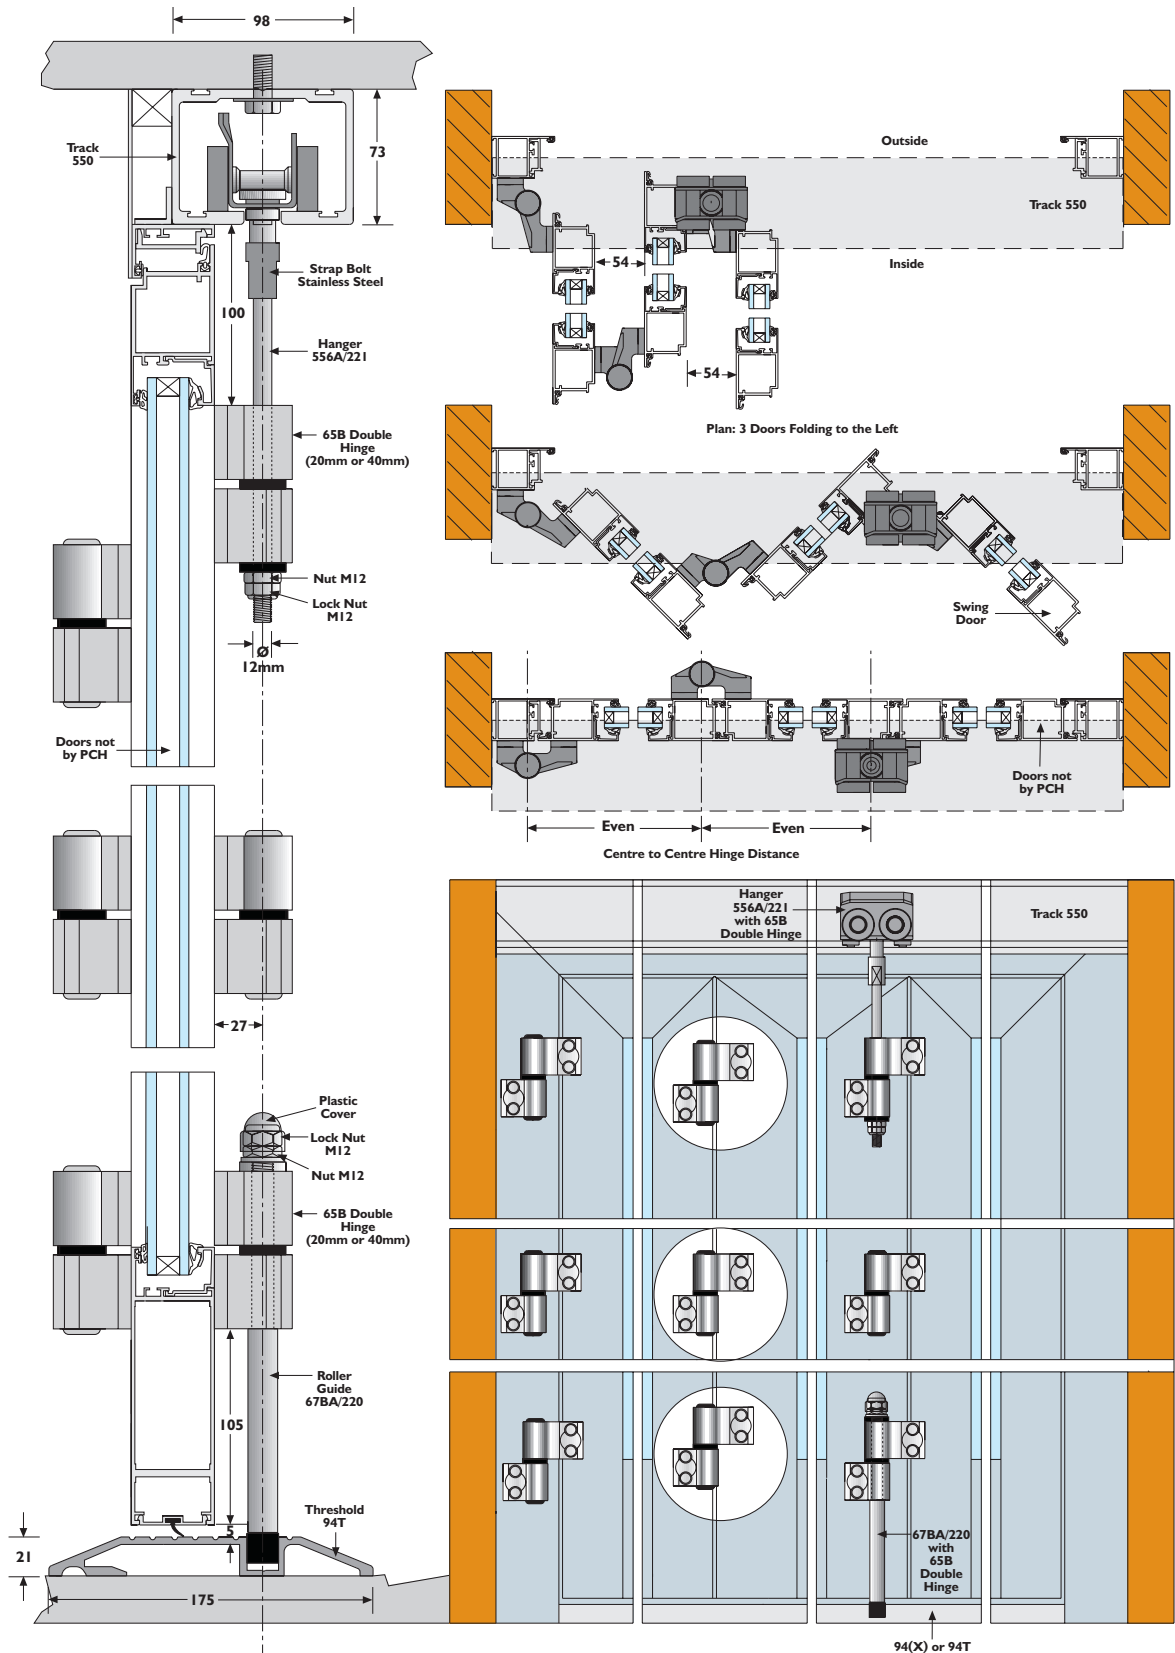 98
Track
550
73
Strap Bolt
Stainless Steel
100
Hanger
556A/221
65B Double
Hinge
(20mm or 40mm)
Nut M12
Lock Nut
M12
Ø
12mm
Doors not
by PCH
27
Plastic
Cover
Lock Nut
M12
Nut M12
65B Double
Hinge
(20mm or 40mm)
Roller
Guide
67BA/220
105
5
Threshold
94T
21
175
Outside
Track 550
Inside
54
54
Plan: 3 Doors Folding to the Left
Swing
Door
Doors not
by PCH
Even
Even
Centre to Centre Hinge Distance
Hanger
556A/221
with 65B
Double Hinge
Track 550
67BA/220
with
65B
Double
Hinge
94(X) or 94T